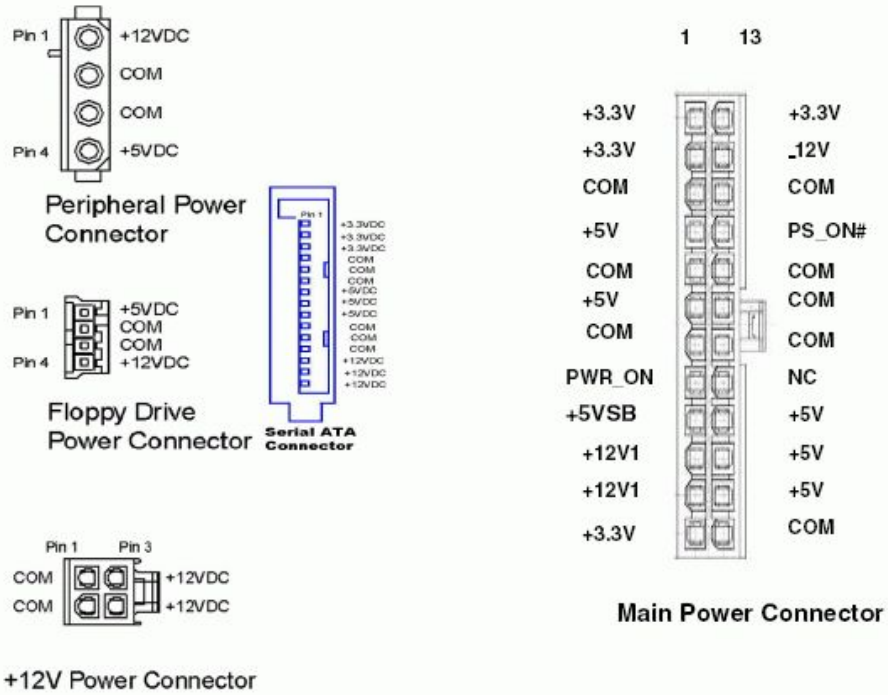 Pin 1 +12VDC
COM
COM
Pin 4 +5VDC
Peripheral Power
Connector
Pin 1 +5VDC
COM
COM
Pin 4 +12VDC
Floppy Drive
Power Connector
Pin 1
+3.3VDC
+3.3VDC
+3.3VDC
COM
COM
COM
+5VDC
+5VDC
+5VDC
COM
COM
COM
+12VDC
+12VDC
+12VDC
Serial ATA
Connector
Pin 1 Pin 3
COM +12VDC
COM +12VDC
+12V Power Connector
1 13
+3.3V +3.3V
+3.3V -12V
COM COM
+5V PS_ON#
COM COM
+5V COM
COM COM
PWR_ON NC
+5VSB +5V
+12V1 +5V
+12V1 +5V
+3.3V COM
Main Power Connector